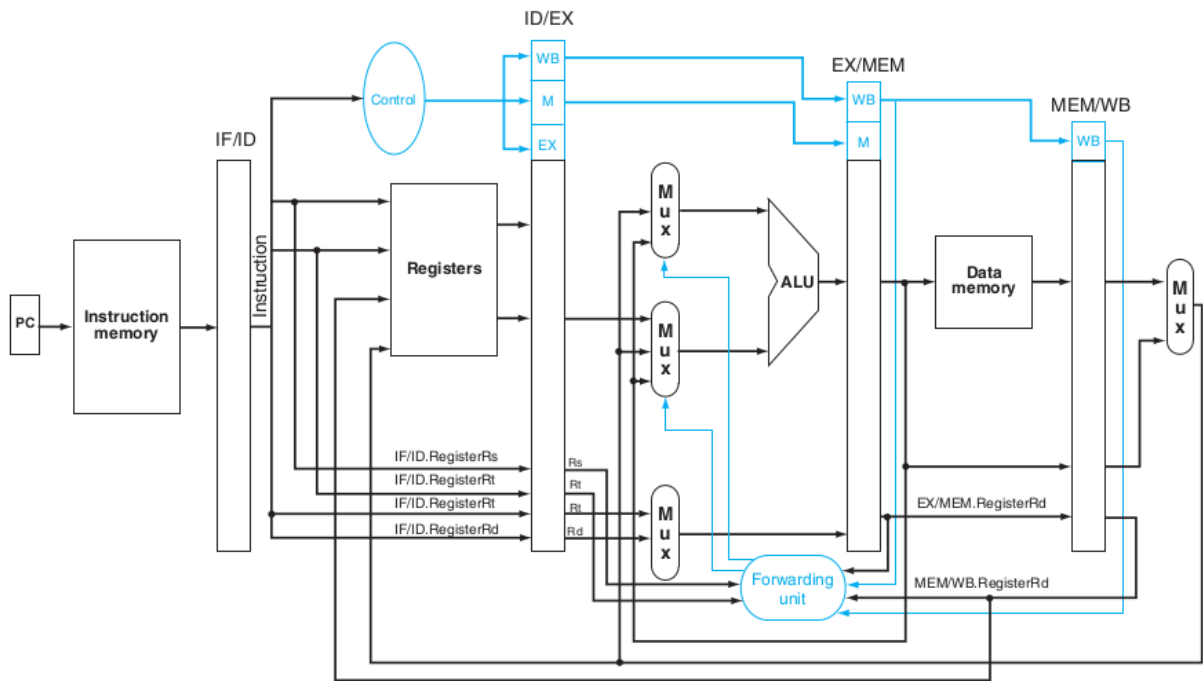 ID/EX
WB
EX/MEM
Control
M
WB
MEM/WB
IF/ID
EX
M
WB
M
u
x
Registers
Instruction
ALU
Data
memory
M
u
x
PC
Instruction
memory
M
u
x
IF/ID.RegisterRs
Rs
IF/ID.RegisterRt
Rt
IF/ID.RegisterRt
Rt
IF/ID.RegisterRd
Rd
M
u
x
EX/MEM.RegisterRd
Forwarding
unit
MEM/WB.RegisterRd